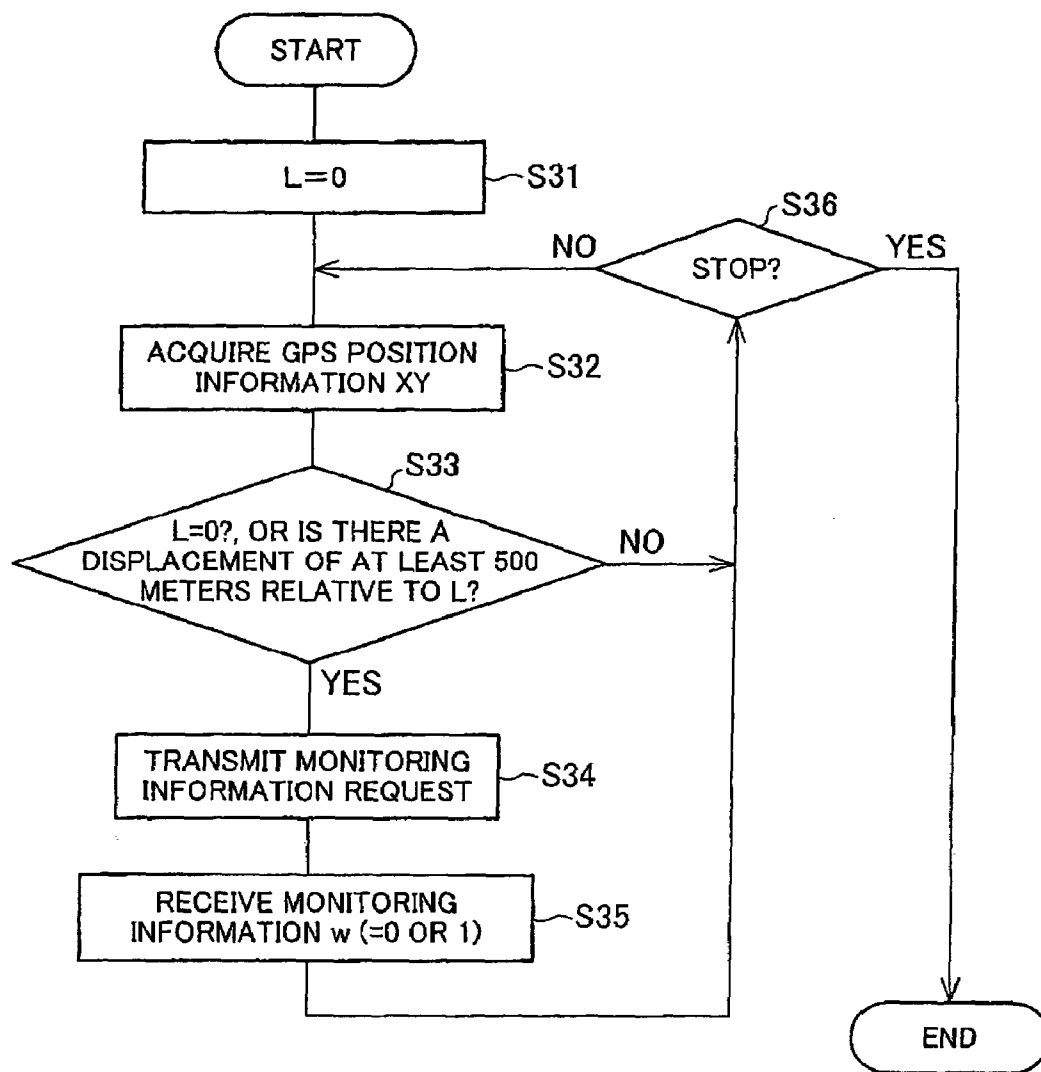 START
L=0
S31
S36
NO
YES
STOP?
ACQUIRE GPS POSITION
INFORMATION XY
S32
S33
L=0?, OR IS THERE A
DISPLACEMENT OF AT LEAST 500
METERS RELATIVE TO L?
NO
YES
TRANSMIT MONITORING
INFORMATION REQUEST
S34
RECEIVE MONITORING
INFORMATION w (=0 OR 1)
S35
END